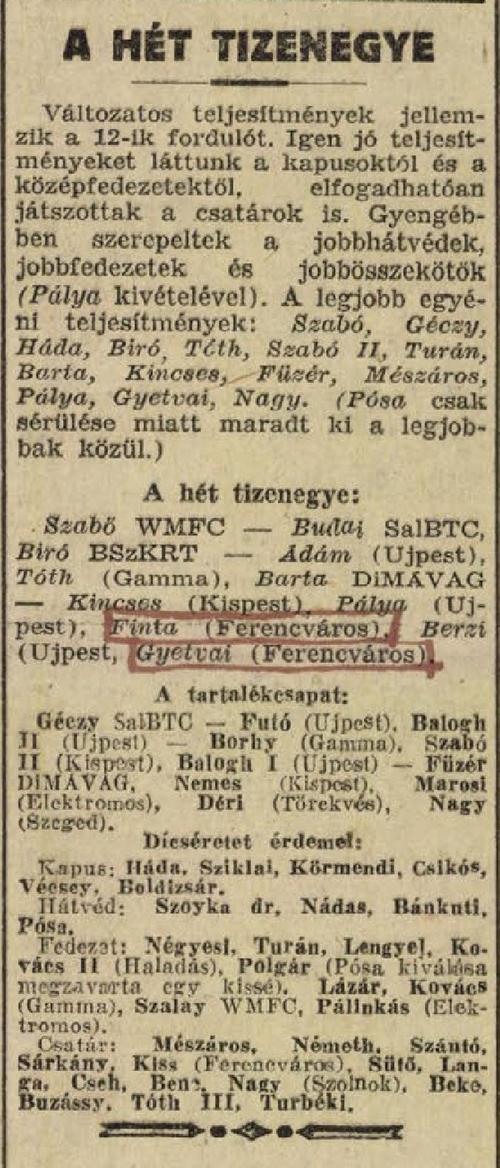 A HÉT TIZENEGYE
Változatos teljesítmények jellem-
zik a 12-ik fordulót. Igen jó teljesít-
ményeket láttunk a kapusoktól és a
középfedezetektől, elfogadhatóan
játszottak a csatárok is. Gyengéb-
ben szerepeltek a jobbhátvédek,
jobbfedezetek és jobbösszekötők
(Pálya kivételével). A legjobb egyé-
ni teljesítmények: Szabó, Géczy,
Háda, Biró, Tóth, Szabó II, Turán,
Barta, Kincses, Füzér, Mészáros,
Pálya, Gyetvai, Nagy. (Pósa csak
sérülése miatt maradt ki a legjob-
bak közül.)
A hét tizenegye:
Szabó WMFC — Budai SalBTC,
Biró BSzKRT — Ádám (Ujpest),
Tóth (Gamma), Barta DiMÁVAG
— Kincses (Kispest), Pálya (Uj-
pest), Finta (Ferencváros), Berzi
(Ujpest, Gyetvai (Ferencváros).
A tartalékcsapat:
Géczy SalBTC — Futó (Ujpest), Balogh
II (Ujpest) — Borhy (Gamma), Szabó
II (Kispest), Balogh I (Ujpest) — Füzér
DiMÁVAG, Nemes (Kispest), Marosi
(Elektromos), Déri (Törekvés), Nagy
(Szeged).
Dícséretet érdemel:
Kapus: Háda, Sziklai, Körmendi, Csikós,
Vécsey, Boldizsár.
Hátvéd: Szoyka dr, Nádas, Bánkuti,
Pósa.
Fedezet: Négyesi, Turán, Lengyel, Ko-
vács II (Haladás), Polgár (Pósa kiválása
megzavarta egy kissé), Lázár, Kovács
(Gamma), Szalay WMFC, Pálinkás (Elek-
tromos).
Csatár: Mészáros, Németh, Szántó,
Sárkány, Kiss (Ferencváros), Sütő, Lan-
ga, Cseh, Nagy (Szolnok), Beke,
Buzássy, Tóth III, Turbéki.